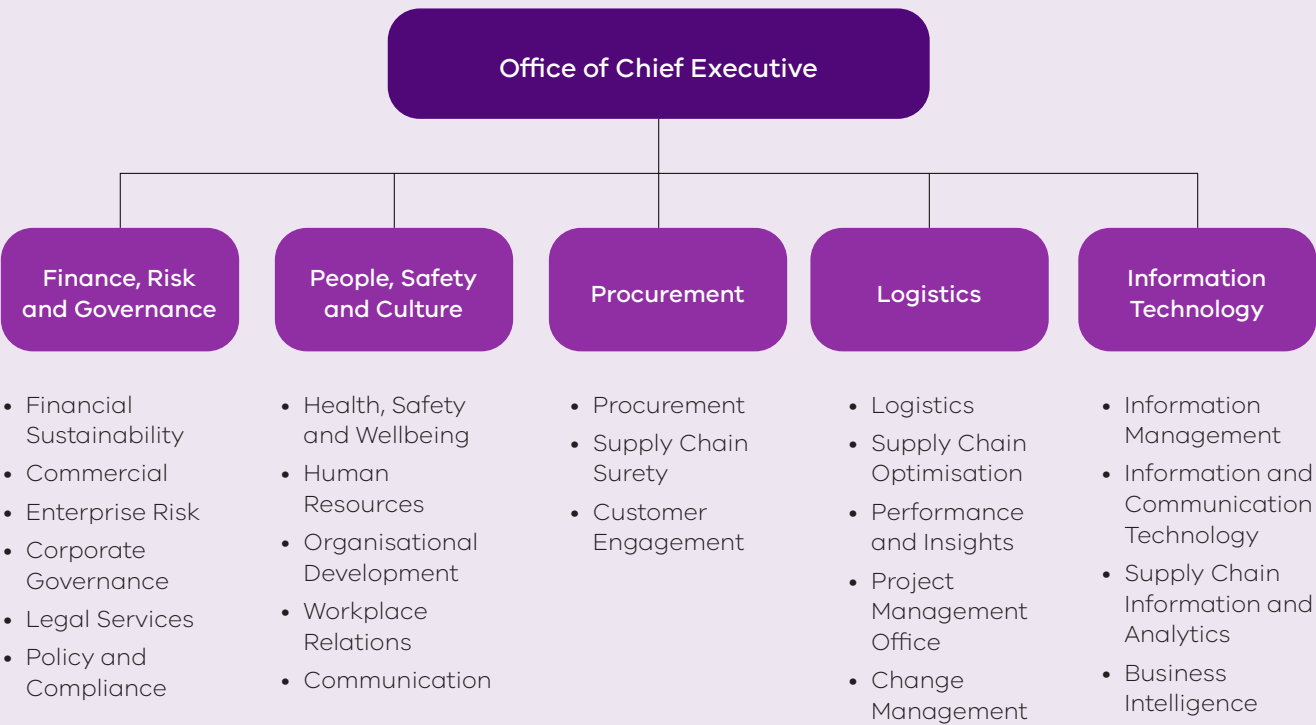 Office of Chief Executive
Finance, Risk
and Governance
• Financial
Sustainability
• Commercial
• Enterprise Risk
• Corporate
Governance
• Legal Services
• Policy and
Compliance
People, Safety
and Culture
• Health, Safety
and Wellbeing
• Human
Resources
• Organisational
Development
• Workplace
Relations
• Communication
Procurement
• Procurement
• Supply Chain
Surety
• Customer
Engagement
Logistics
• Logistics
• Supply Chain
Optimisation
• Performance
and Insights
• Project
Management
Office
• Change
Management
Information
Technology
• Information
Management
• Information and
Communication
Technology
• Supply Chain
Information and
Analytics
• Business
Intelligence